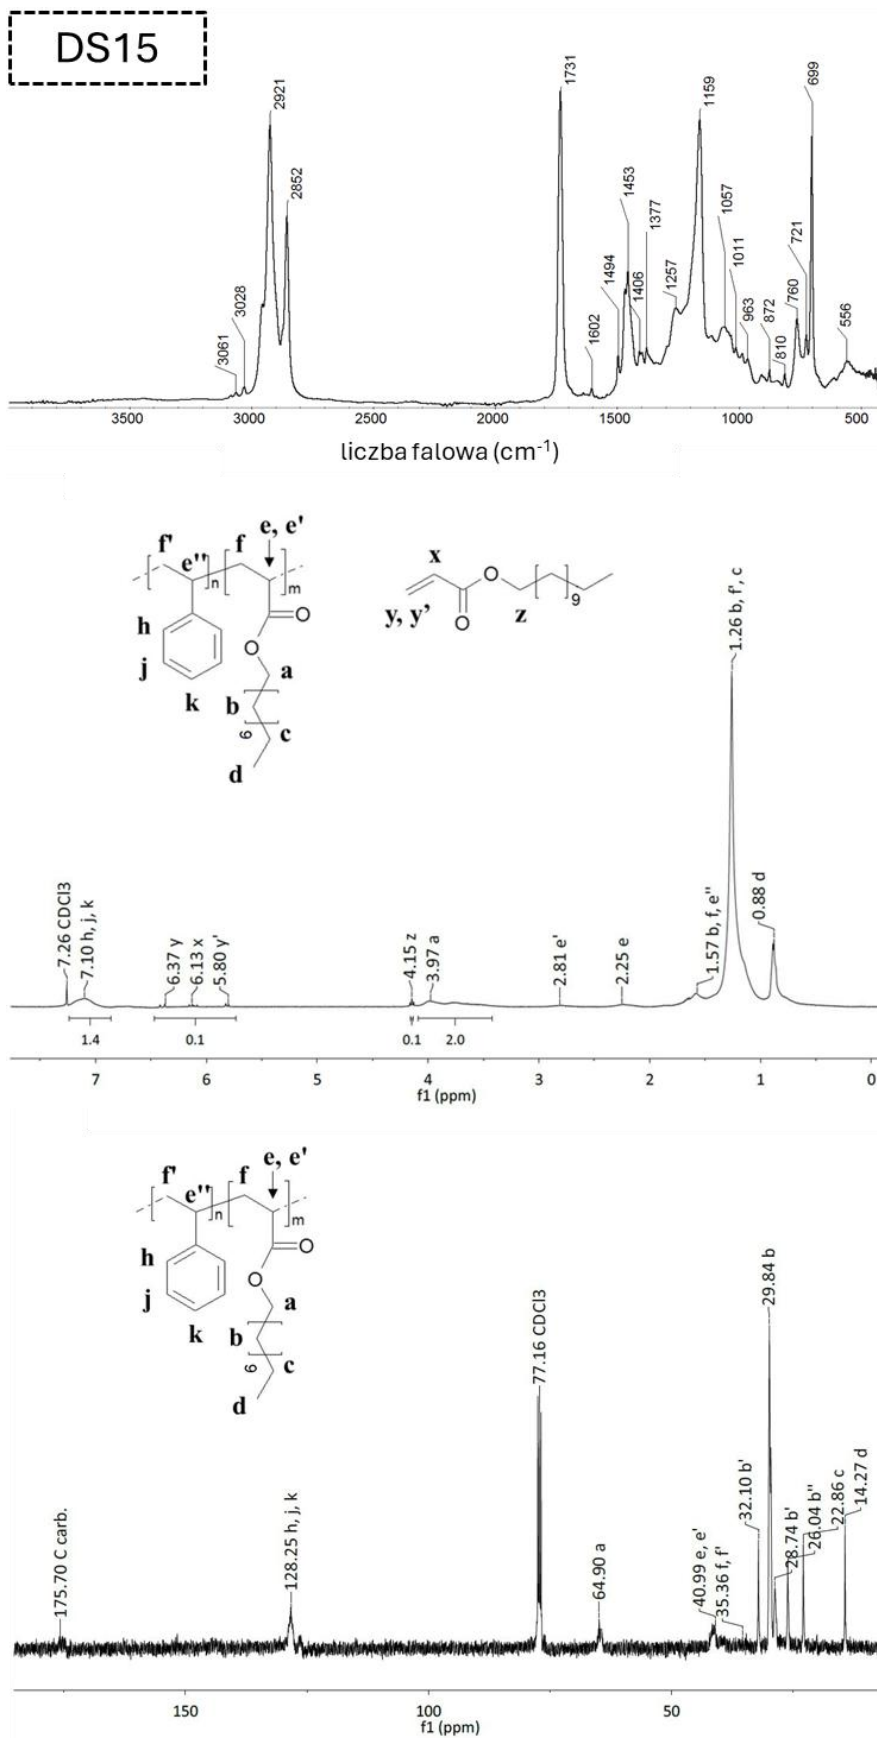 DS15
3061
3028
2921
2852
1731
1602
1494
1453
1406
1377
1257
1159
1057
1011
963
872
810
760
721
699
556
3500 3000 2500 2000 1500 1000 500
liczba falowa (cm-1)
f' e'' f e, e'
n m
h O
j O
k a
b
6
c
d
x
O
9
y, y' O z
7.26 CDCl3
7.10 h, j, k
6.37 y
6.13 x
5.80 y'
4.15 z
3.97 a
2.81 e'
2.25 e
1.57 b, f, e''
1.26 b, f', c
0.88 d
1.4 0.1 0.1 2.0
7 6 5 4 3 2 1 0
f1 (ppm)
f' e'' f e, e'
n m
h O
j O
k a
b
6
c
d
175.70 C carb.
128.25 h, j, k
77.16 CDCl3
64.90 a
40.99 e, e'
35.36 f, f'
32.10 b'
29.84 b
28.74 b'
26.04 b''
22.86 c
14.27 d
150 100 50
f1 (ppm)